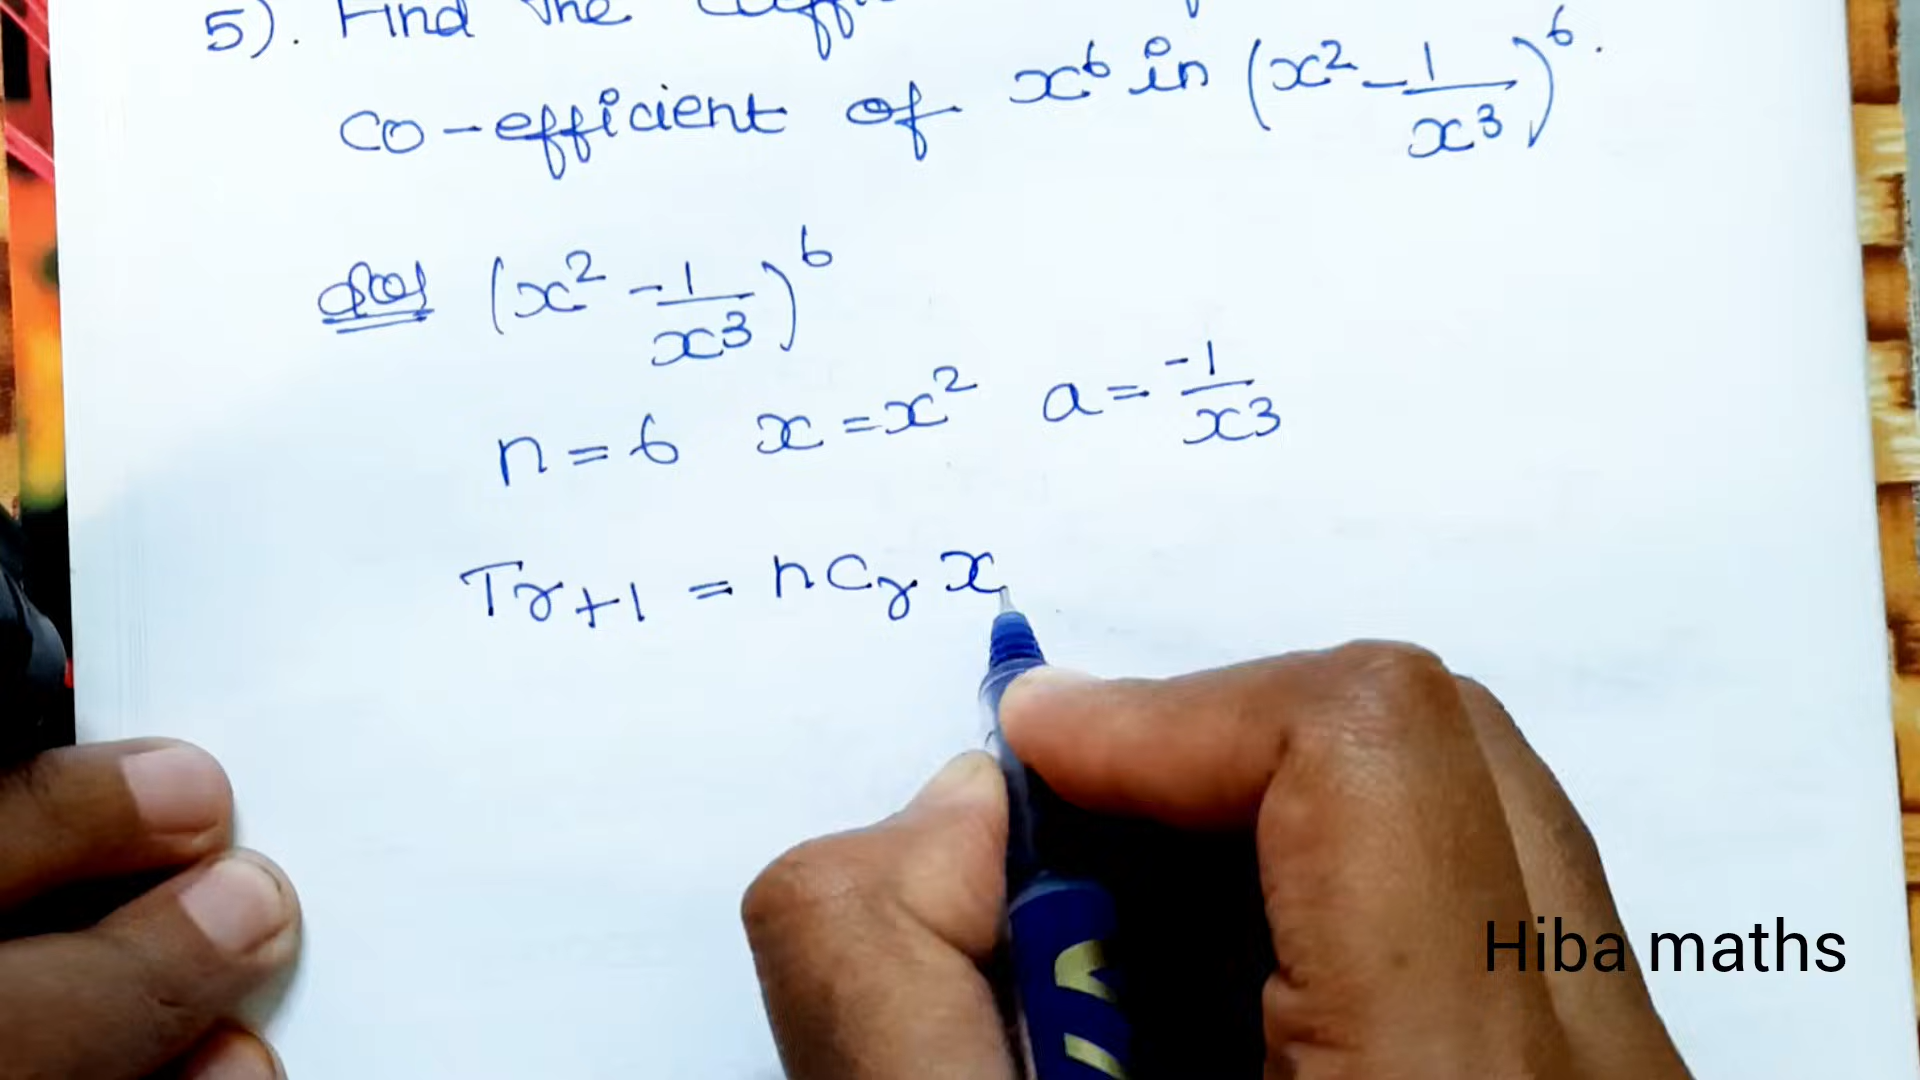 5). Find the
co-efficient of x⁶ in (x² - 1/x³)⁶.
Sol (x² - 1/x³)⁶
n = 6 x = x² a = -1/x³
Tr+1 = nCr x
Hiba maths